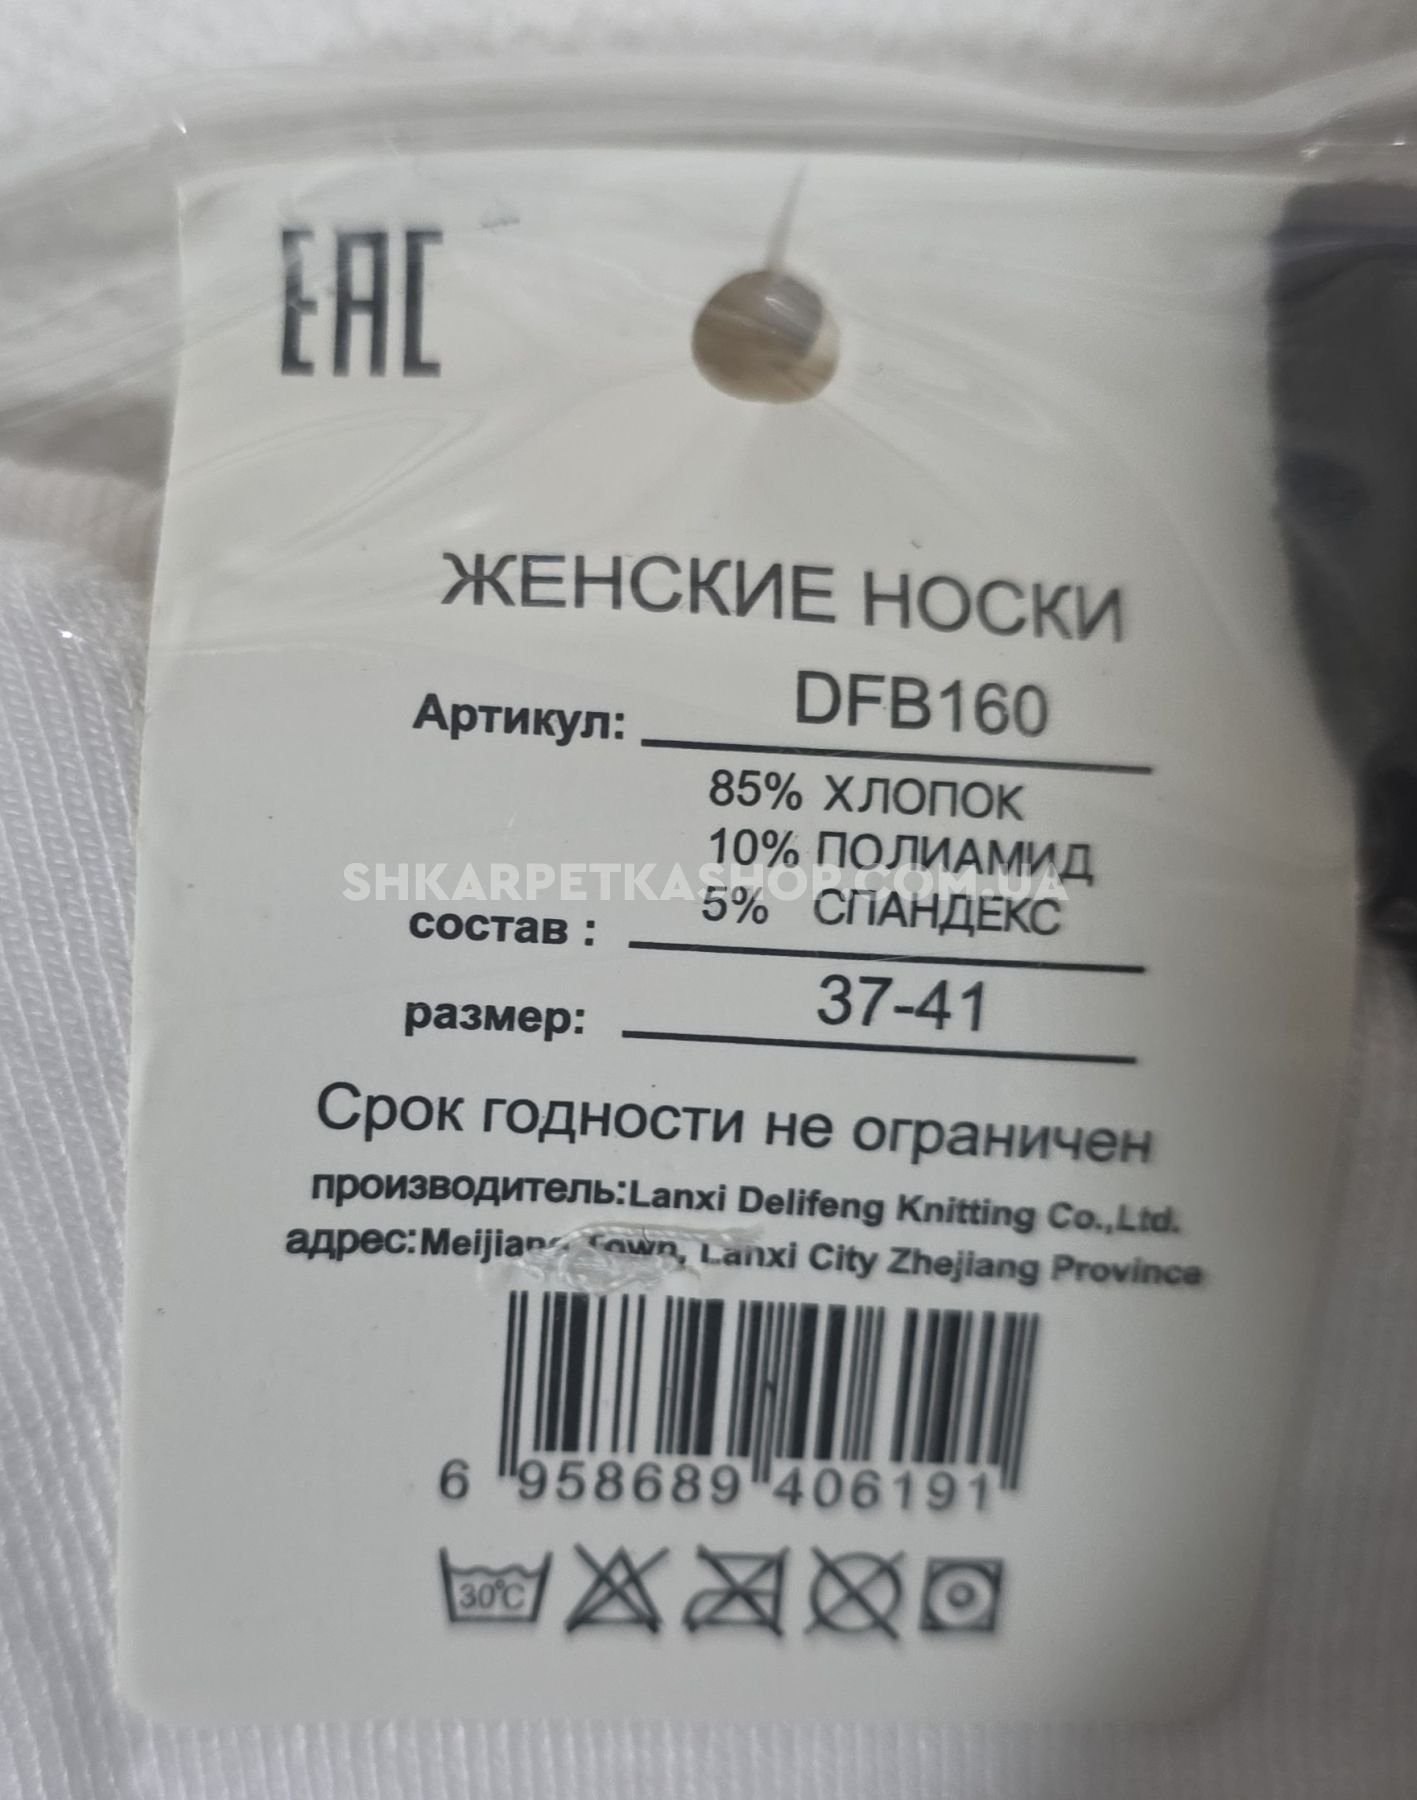 EAC
ЖЕНСКИЕ НОСКИ
Артикул: DFB160
85% ХЛОПОК
10% ПОЛИАМИД
SHKARPETKASHOP.COM.UA
состав : 5% СПАНДЕКС
размер: 37-41
Срок годности не ограничен
производитель:Lanxi Delifeng Knitting Co.,Ltd.
адрес:Meijiang Town, Lanxi City Zhejiang Province
6 958689 406191
30°C